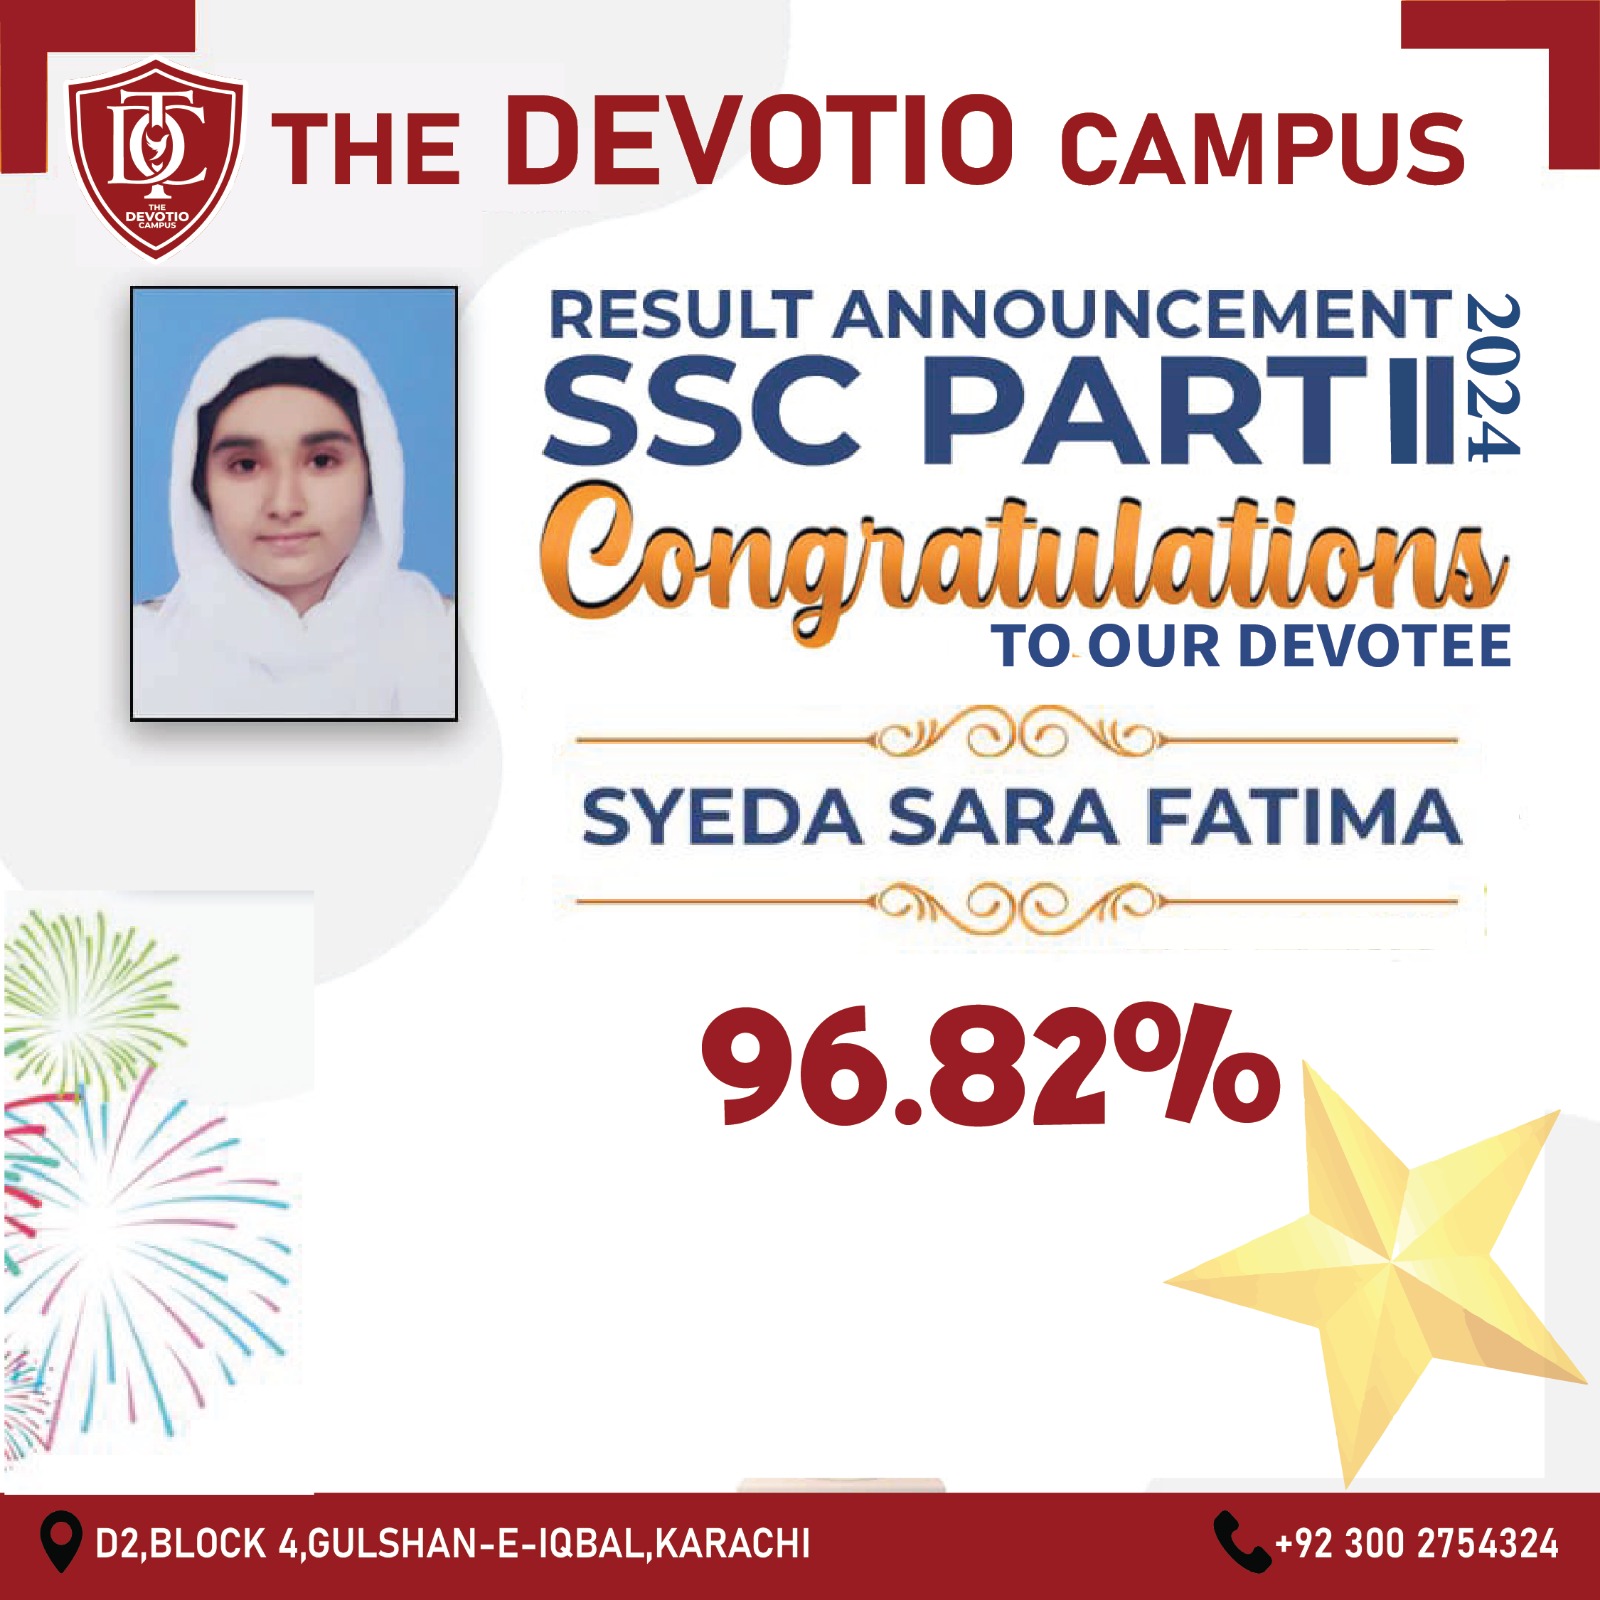 DTC
THE
DEVOTIO
CAMPUS
THE DEVOTIO CAMPUS
RESULT ANNOUNCEMENT
SSC PART II
2024
Congratulations
TO OUR DEVOTEE
SYEDA SARA FATIMA
96.82%
D2,BLOCK 4,GULSHAN-E-IQBAL,KARACHI
+92 300 2754324